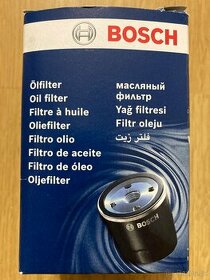 BOSCH
Ölfilter
Oil filter
Filtre à huile
Oliefilter
Filtro olio
Filtro de aceite
Filtro de óleo
Oljefilter
масляный
фильтр
Yağ filtresi
Filtr oleju
فلتر زيت